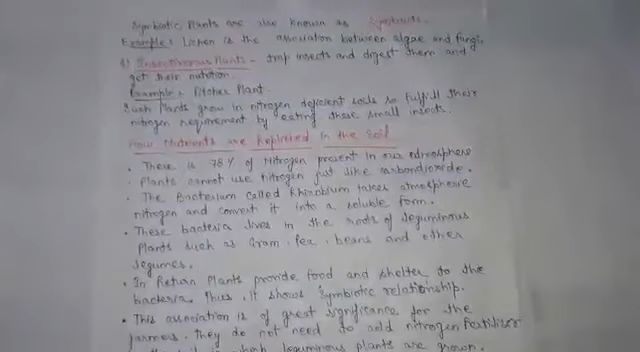 Symbiotic Plants are also known as Symbionts.
Example: Lichen is the association between algae and fungi.
Insectivorous Plants - trap insects and digest them and
get their nutrition.
Example: Pitcher Plant.
Such Plants grow in nitrogen deficient soils so fulfill their
nitrogen requirement by eating these small insects.
How Nutrients are Replenished In the Soil
• There is 78% of Nitrogen present in our atmosphere
• Plants cannot use Nitrogen just like carbondioxide.
• The Bacterium called Rhizobium takes atmospheric
nitrogen and convert it into a soluble form.
• These bacteria lives in the roots of leguminous
Plants such as Gram, Pea, beans and other
legumes.
• In Return Plants provide food and shelter to the
bacteria. Thus, it shows Symbiotic relationship.
• This association is of great significance for the
farmers. They do not need to add nitrogen fertiliser
which leguminous plants are grown.